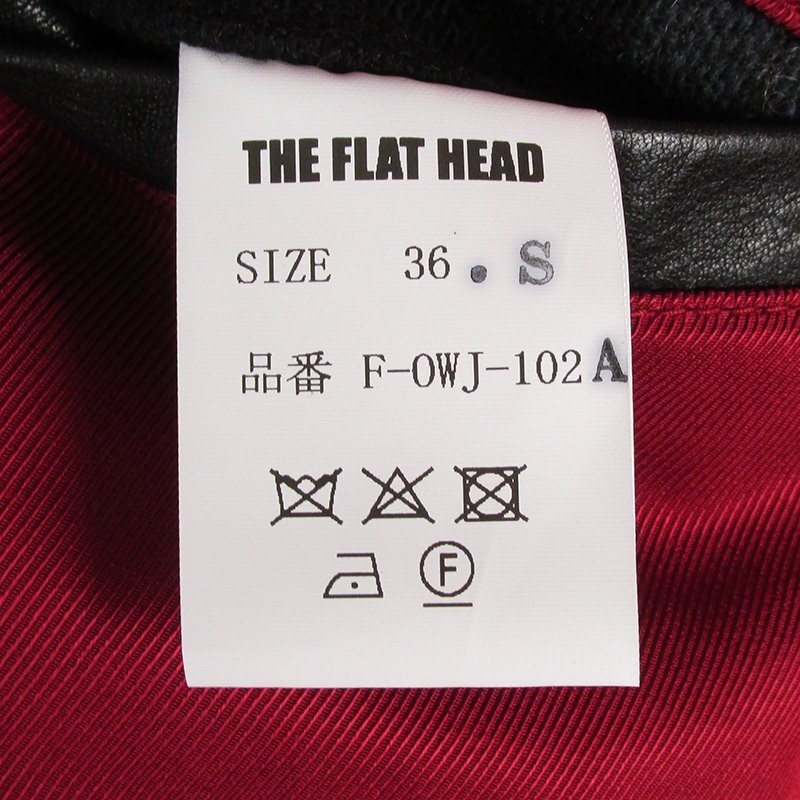 THE FLAT HEAD
SIZE 36.S
品番 F-OWJ-102A
F